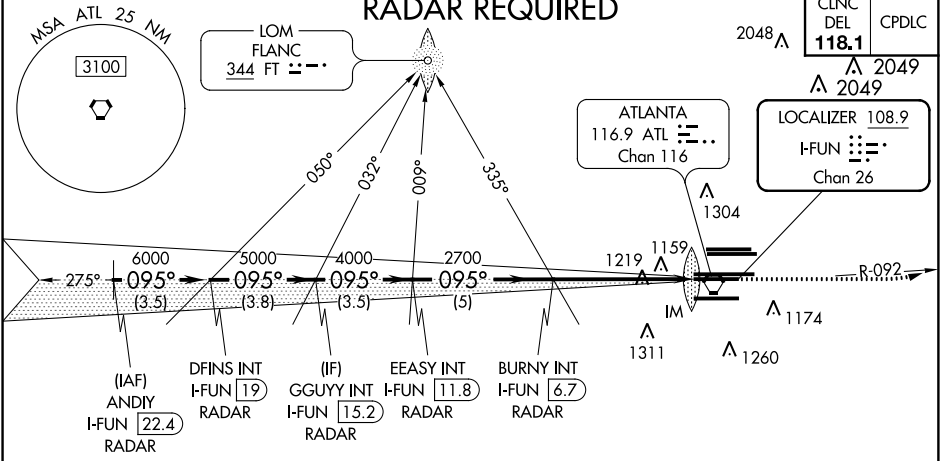 RADAR REQUIRED
MSA ATL 25 NM
3100
LOM
FLANC
344 FT
CLNC
DEL
118.1
CPDLC
2048
2049
2049
ATLANTA
116.9 ATL
Chan 116
LOCALIZER 108.9
I-FUN
Chan 26
050°
032°
009°
335°
1304
1159
1219
6000
5000
4000
2700
275°
095°
095°
095°
095°
R-092
(3.5)
(3.8)
(3.5)
(5)
IM
1174
1311
1260
(IAF)
ANDIY
I-FUN 22.4
RADAR
DFINS INT
I-FUN 19
RADAR
(IF)
GGUYY INT
I-FUN 15.2
RADAR
EEASY INT
I-FUN 11.8
RADAR
BURNY INT
I-FUN 6.7
RADAR